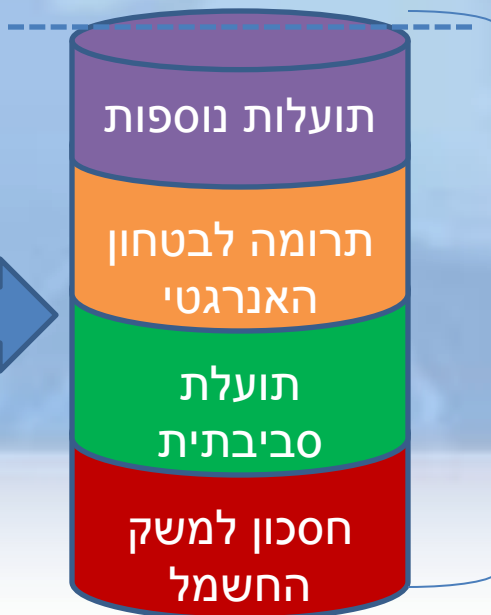 תועלות נוספות
תרומה לבטחון
האנרגטי
תועלת
סביבתית
חסכון למשק
החשמל